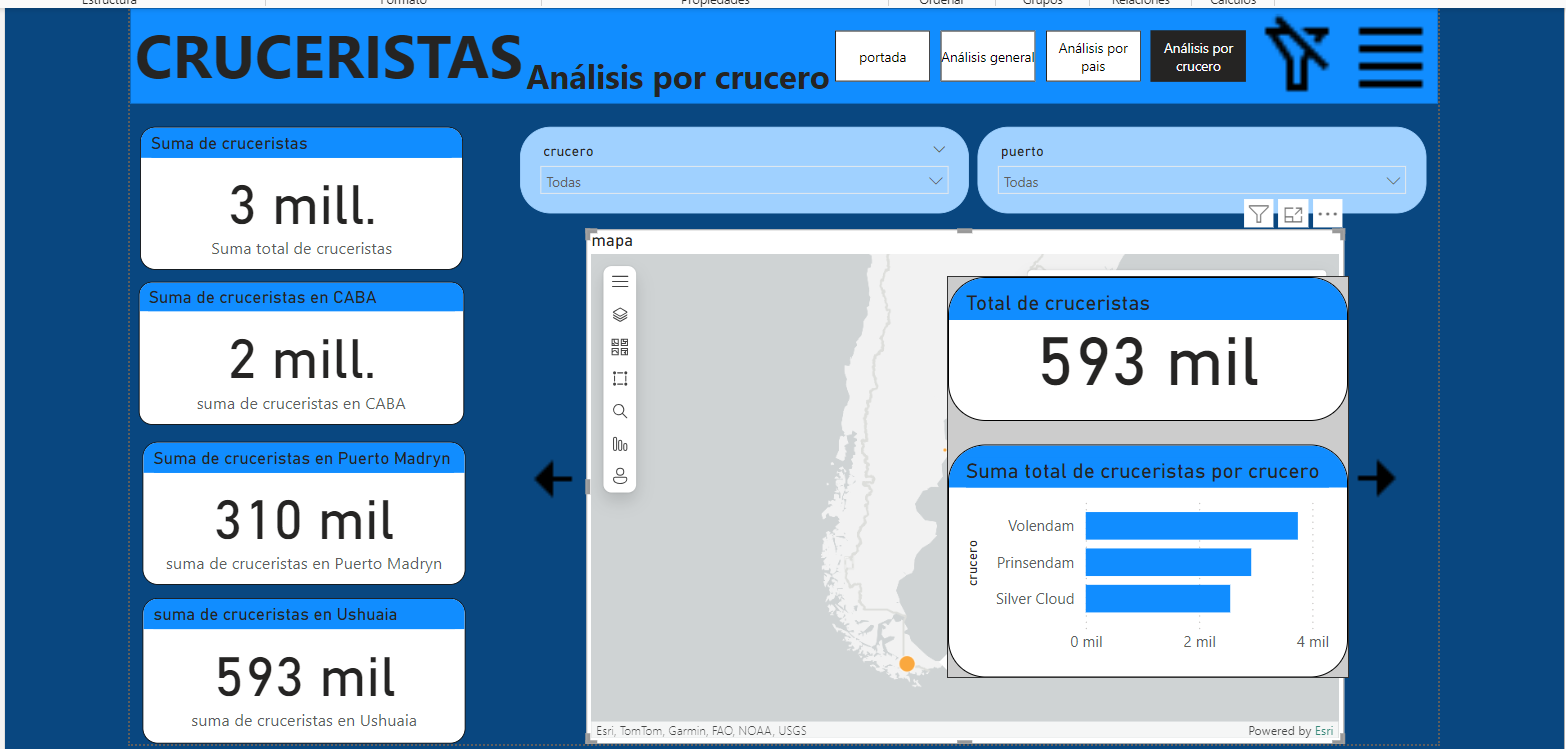 Estructura
Formato
Propiedades
Ordenar
Grupos
Relaciones
Cálculos
CRUCERISTAS
Análisis por crucero
portada
Análisis general
Análisis por
pais
Análisis por
crucero
Suma de cruceristas
3 mill.
Suma total de cruceristas
Suma de cruceristas en CABA
2 mill.
suma de cruceristas en CABA
Suma de cruceristas en Puerto Madryn
310 mil
suma de cruceristas en Puerto Madryn
suma de cruceristas en Ushuaia
593 mil
suma de cruceristas en Ushuaia
crucero
Todas
puerto
Todas
mapa
Total de cruceristas
593 mil
Suma total de cruceristas por crucero
crucero
Volendam
Prinsendam
Silver Cloud
0 mil
2 mil
4 mil
Esri, TomTom, Garmin, FAO, NOAA, USGS
Powered by Esri